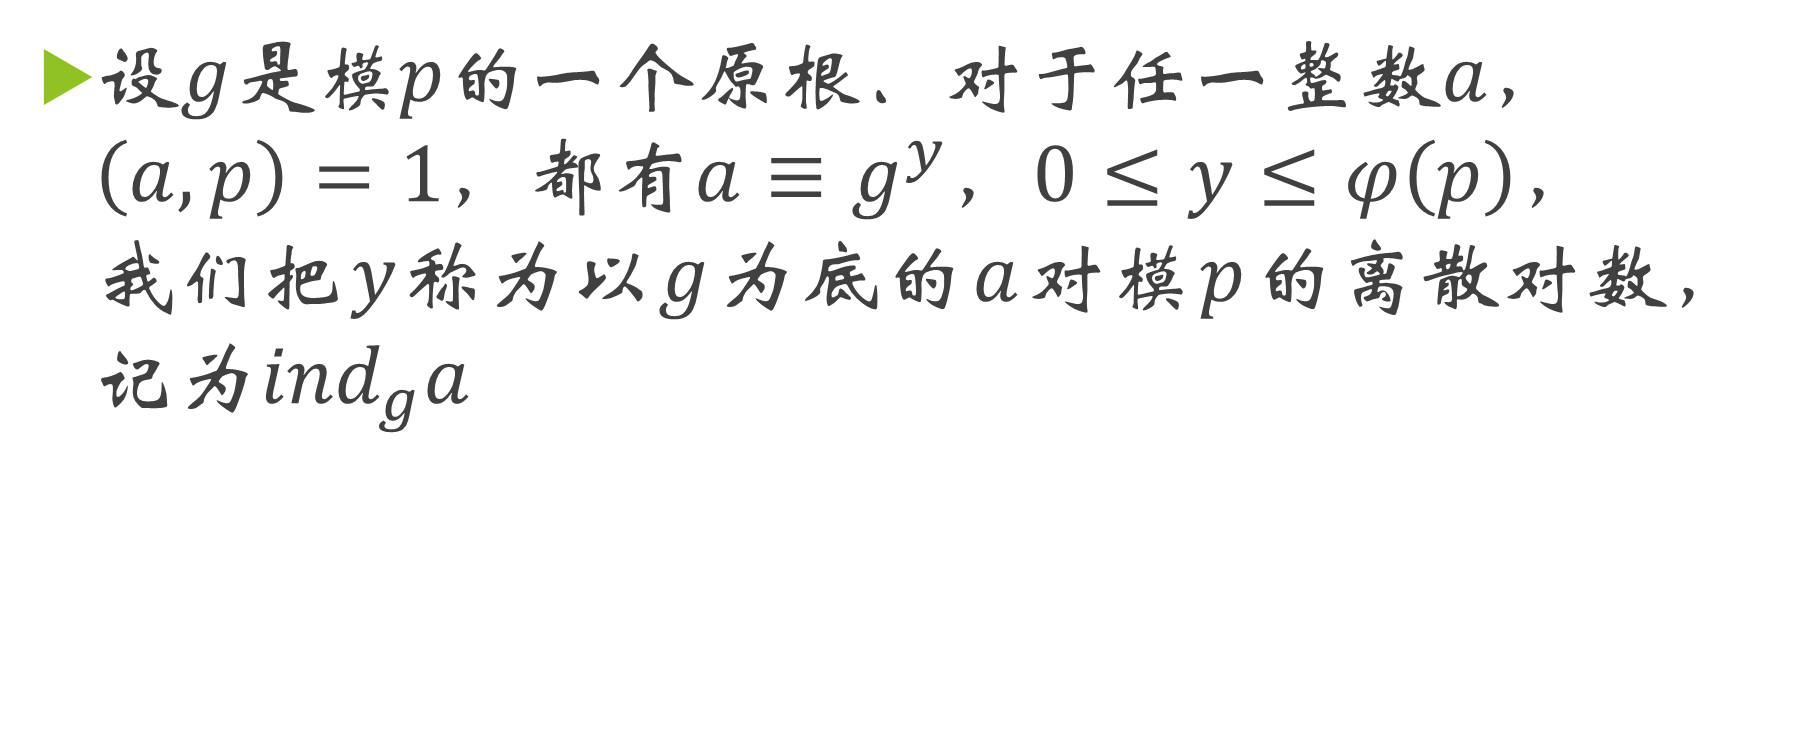 设g是模p的一个原根、对于任一整数a,
(a,p) = 1, 都有a ≡ g^y, 0 ≤ y ≤ φ(p),
我们把y称为以g为底的a对模p的离散对数,
记为ind_g a